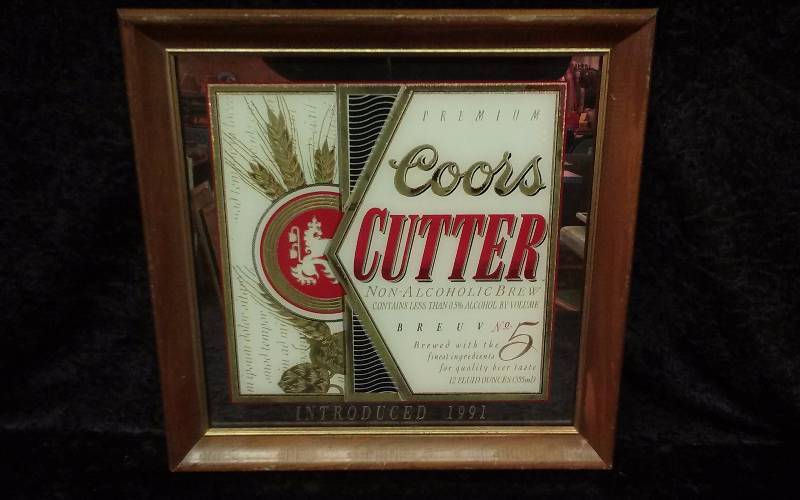 PREMIUM
Coors
CUTTER
NON-ALCOHOLIC BREW
CONTAINS LESS THAN 0.5% ALCOHOL BY VOLUME
BREUV No. 5
Brewed with the
finest ingredients
for quality beer taste
12 FLUID OUNCES (355ml)
INTRODUCED 1991